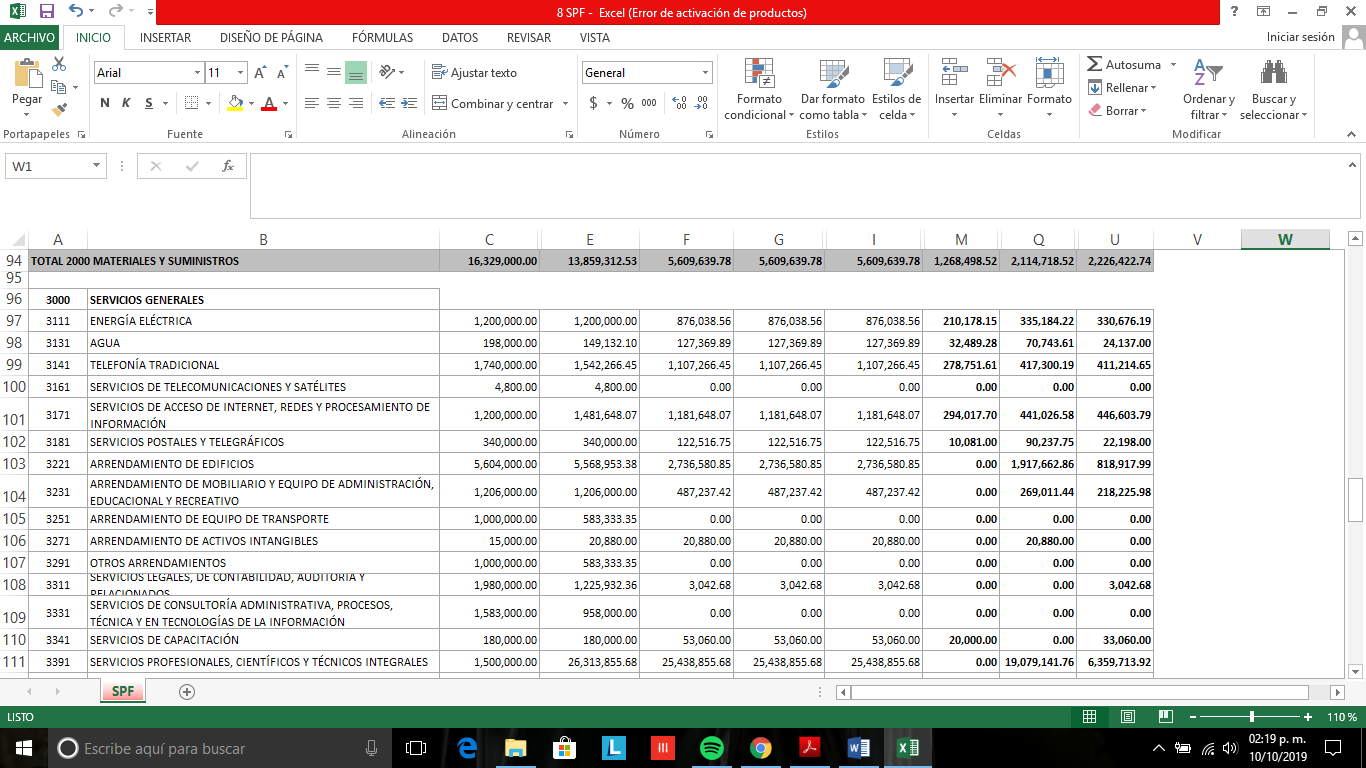 8 SPF - Excel (Error de activación de productos)
ARCHIVO INICIO INSERTAR DISEÑO DE PÁGINA FÓRMULAS DATOS REVISAR VISTA Iniciar sesión
Pegar
Arial 11
N K S
Ajustar texto
Combinar y centrar
General
$ % 000
Formato condicional
Dar formato como tabla
Estilos de celda
Insertar Eliminar Formato
Autosuma
Rellenar
Borrar
Ordenar y filtrar
Buscar y seleccionar
Portapapeles Fuente Alineación Número Estilos Celdas Modificar
W1 fx
A B C E F G I M Q U V W
94 TOTAL 2000 MATERIALES Y SUMINISTROS 16,329,000.00 13,859,312.53 5,609,639.78 5,609,639.78 5,609,639.78 1,268,498.52 2,114,718.52 2,226,422.74
95
96 3000 SERVICIOS GENERALES
97 3111 ENERGÍA ELÉCTRICA 1,200,000.00 1,200,000.00 876,038.56 876,038.56 876,038.56 210,178.15 335,184.22 330,676.19
98 3131 AGUA 198,000.00 149,132.10 127,369.89 127,369.89 127,369.89 32,489.28 70,743.61 24,137.00
99 3141 TELEFONÍA TRADICIONAL 1,740,000.00 1,542,266.45 1,107,266.45 1,107,266.45 1,107,266.45 278,751.61 417,300.19 411,214.65
100 3161 SERVICIOS DE TELECOMUNICACIONES Y SATÉLITES 4,800.00 4,800.00 0.00 0.00 0.00 0.00 0.00 0.00
101 3171 SERVICIOS DE ACCESO DE INTERNET, REDES Y PROCESAMIENTO DE
INFORMACIÓN 1,200,000.00 1,481,648.07 1,181,648.07 1,181,648.07 1,181,648.07 294,017.70 441,026.58 446,603.79
102 3181 SERVICIOS POSTALES Y TELEGRÁFICOS 340,000.00 340,000.00 122,516.75 122,516.75 122,516.75 10,081.00 90,237.75 22,198.00
103 3221 ARRENDAMIENTO DE EDIFICIOS 5,604,000.00 5,568,953.38 2,736,580.85 2,736,580.85 2,736,580.85 0.00 1,917,662.86 818,917.99
104 3231 ARRENDAMIENTO DE MOBILIARIO Y EQUIPO DE ADMINISTRACIÓN,
EDUCACIONAL Y RECREATIVO 1,206,000.00 1,206,000.00 487,237.42 487,237.42 487,237.42 0.00 269,011.44 218,225.98
105 3251 ARRENDAMIENTO DE EQUIPO DE TRANSPORTE 1,000,000.00 583,333.35 0.00 0.00 0.00 0.00 0.00 0.00
106 3271 ARRENDAMIENTO DE ACTIVOS INTANGIBLES 15,000.00 20,880.00 20,880.00 20,880.00 20,880.00 0.00 20,880.00 0.00
107 3291 OTROS ARRENDAMIENTOS 1,000,000.00 583,333.35 0.00 0.00 0.00 0.00 0.00 0.00
108 3311 SERVICIOS LEGALES, DE CONTABILIDAD, AUDITORÍA Y
RELACIONADOS 1,980,000.00 1,225,932.36 3,042.68 3,042.68 3,042.68 0.00 0.00 3,042.68
109 3331 SERVICIOS DE CONSULTORÍA ADMINISTRATIVA, PROCESOS,
TÉCNICA Y EN TECNOLOGÍAS DE LA INFORMACIÓN 1,583,000.00 958,000.00 0.00 0.00 0.00 0.00 0.00 0.00
110 3341 SERVICIOS DE CAPACITACIÓN 180,000.00 180,000.00 53,060.00 53,060.00 53,060.00 20,000.00 0.00 33,060.00
111 3391 SERVICIOS PROFESIONALES, CIENTÍFICOS Y TÉCNICOS INTEGRALES 1,500,000.00 26,313,855.68 25,438,855.68 25,438,855.68 25,438,855.68 0.00 19,079,141.76 6,359,713.92
SPF
LISTO 110 %
Escribe aquí para buscar
02:19 p. m.
10/10/2019